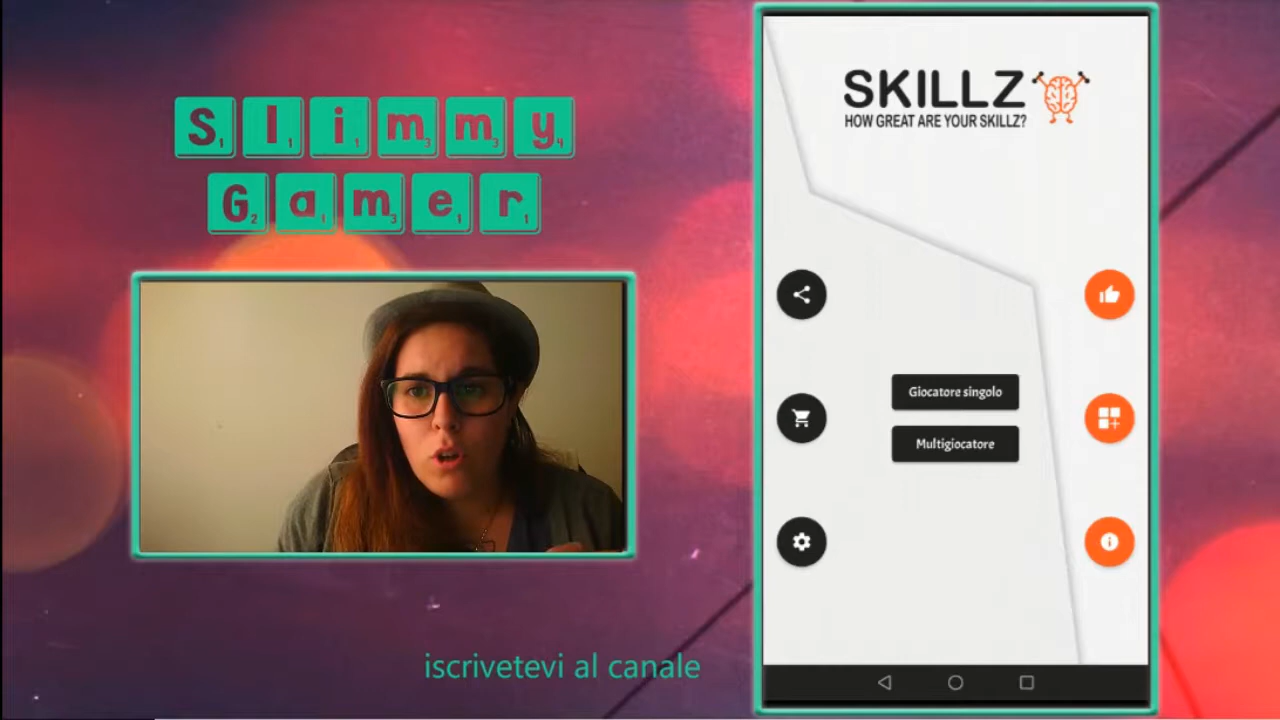 Slimmy
Gamer
SKILLZ
HOW GREAT ARE YOUR SKILLZ?
Giocatore singolo
Multigiocatore
iscrivetevi al canale